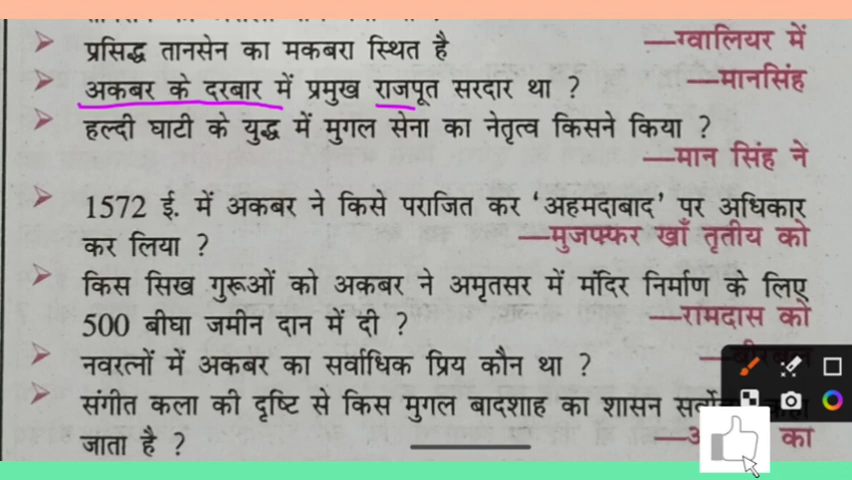 प्रसिद्ध तानसेन का मकबरा स्थित है —ग्वालियर में
अकबर के दरबार में प्रमुख राजपूत सरदार था ? —मानसिंह
हल्दी घाटी के युद्ध में मुगल सेना का नेतृत्व किसने किया ?
—मान सिंह ने
1572 ई. में अकबर ने किसे पराजित कर ‘अहमदाबाद’ पर अधिकार
कर लिया ? —मुजफ्फर खाँ तृतीय को
किस सिख गुरूओं को अकबर ने अमृतसर में मंदिर निर्माण के लिए
500 बीघा जमीन दान में दी ? —रामदास को
नवरत्नों में अकबर का सर्वाधिक प्रिय कौन था ?
संगीत कला की दृष्टि से किस मुगल बादशाह का शासन
जाता है ? का